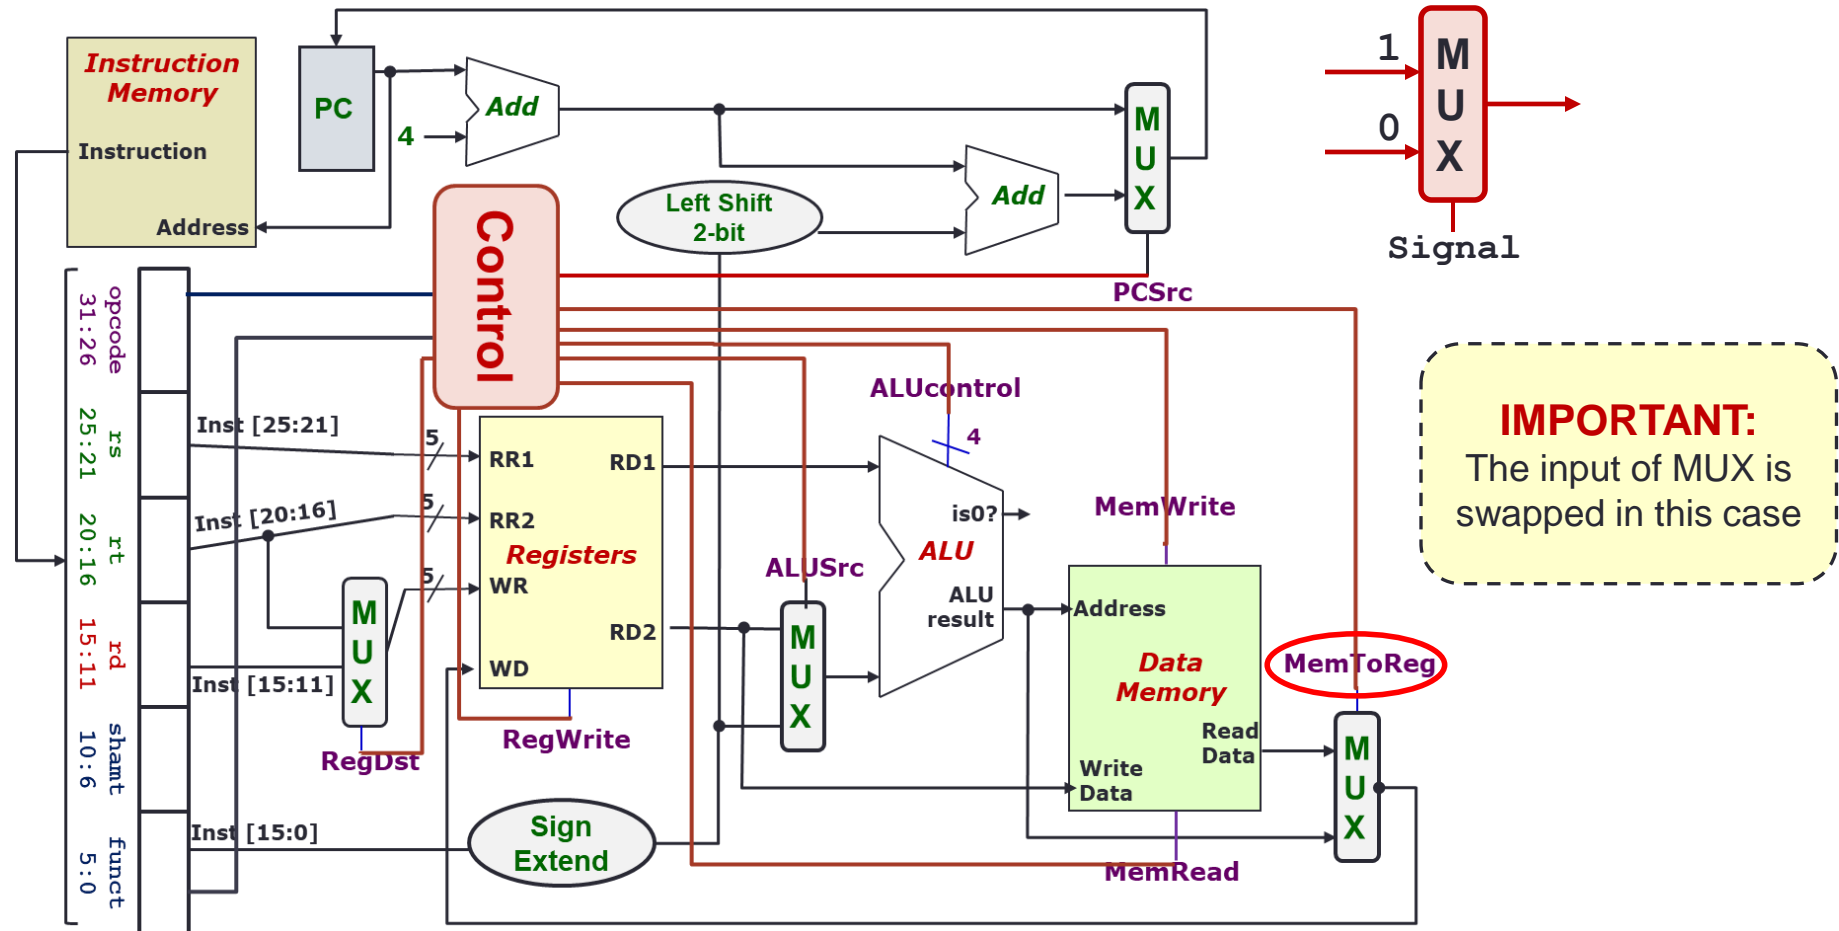 Instruction
Memory
Instruction
Address
PC
4
Add
Left Shift
2-bit
Add
M
U
X
PCSrc
1
0
M
U
X
Signal
Control
opcode
31:26
rs
25:21
rt
20:16
rd
15:11
shamt
10:6
funct
5:0
Inst [25:21]
5
Inst [20:16]
5
5
Inst [15:11]
Inst [15:0]
M
U
X
RegDst
RR1
RR2
WR
WD
RD1
RD2
Registers
RegWrite
Sign
Extend
ALUSrc
M
U
X
ALUcontrol
4
is0?
ALU
ALU
result
MemWrite
Address
Data
Memory
Read
Data
Write
Data
MemRead
MemToReg
M
U
X
IMPORTANT:
The input of MUX is
swapped in this case